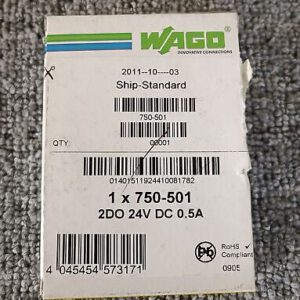 WAGO
INNOVATIVE CONNECTIONS
2011--10----03
Ship-Standard
750-501
QTY:
00001
01401511924410081782
1 x 750-501
2DO 24V DC 0.5A
Pb
RoHS ✓
Compliant
0905
4 045454 573171